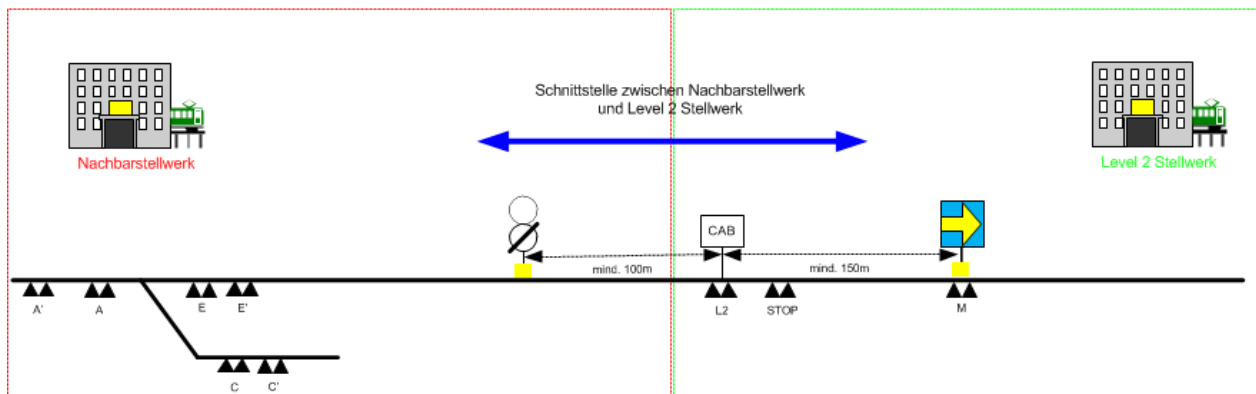 Schnittstelle zwischen Nachbarstellwerk
und Level 2 Stellwerk
Nachbarstellwerk
Level 2 Stellwerk
CAB
mind. 100m
mind. 150m
A'
A
E
E'
L2
STOP
M
C
C'